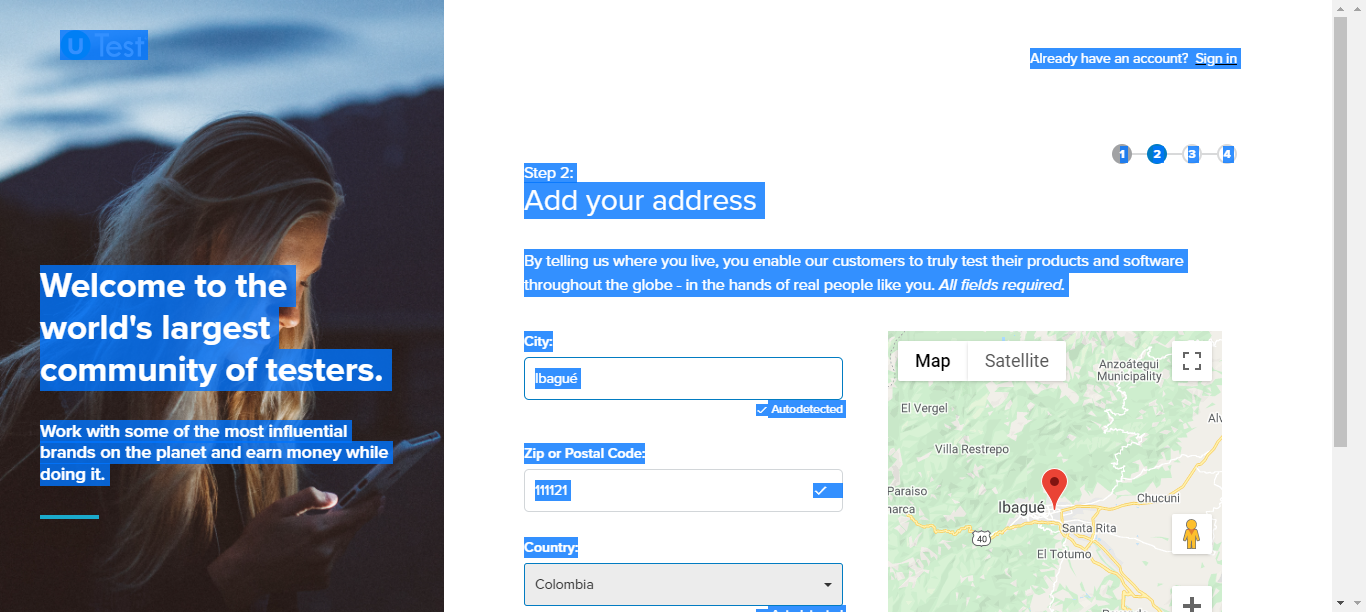 U Test
Already have an account? Sign in
1 2 3 4
Step 2:
Add your address
By telling us where you live, you enable our customers to truly test their products and software
throughout the globe - in the hands of real people like you. All fields required.
Welcome to the
world's largest
community of testers.
Work with some of the most influential
brands on the planet and earn money while
doing it.
City:
Ibagué
Autodetected
Zip or Postal Code:
111121
Country:
Colombia
Map Satellite
Anzoátegui
Municipality
El Vergel
Villa Restrepo
Paraiso
Ibagué
Chucuni
Santa Rita
40
El Totumo